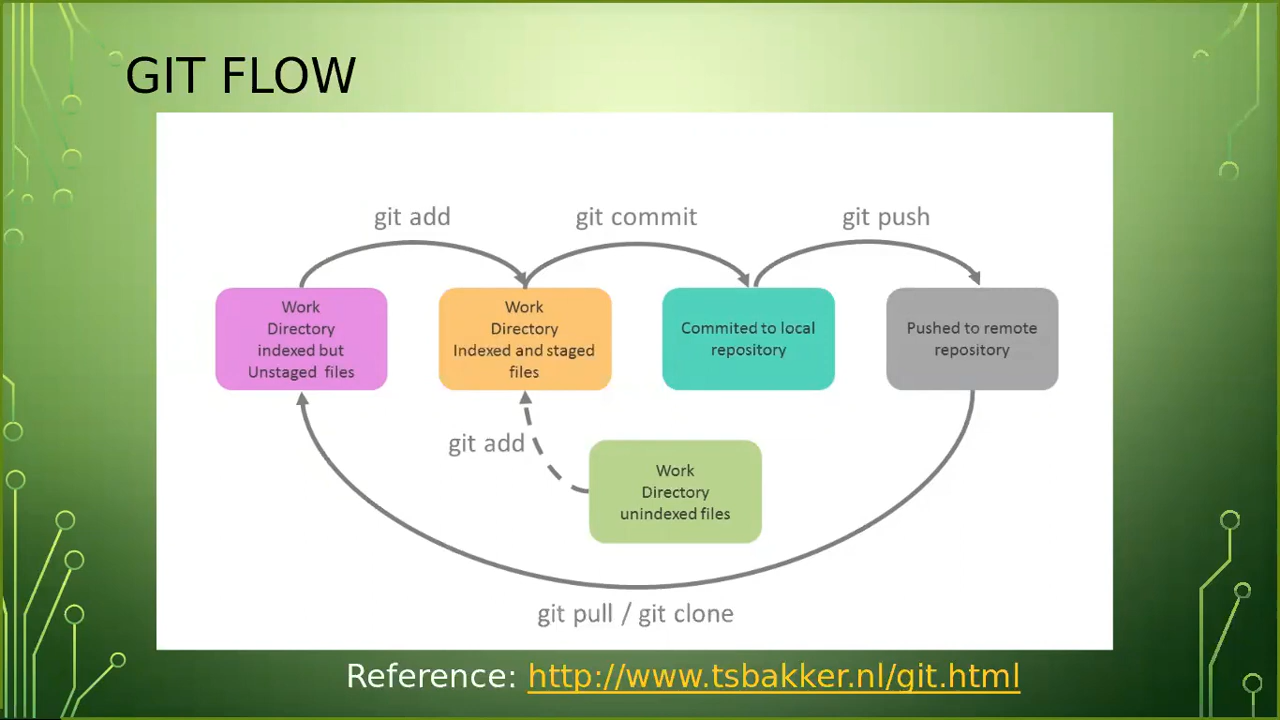 GIT FLOW
git add
git commit
git push
Work
Directory
indexed but
Unstaged files
Work
Directory
Indexed and staged
files
Commited to local
repository
Pushed to remote
repository
git add
Work
Directory
unindexed files
git pull / git clone
Reference: http://www.tsbakker.nl/git.html